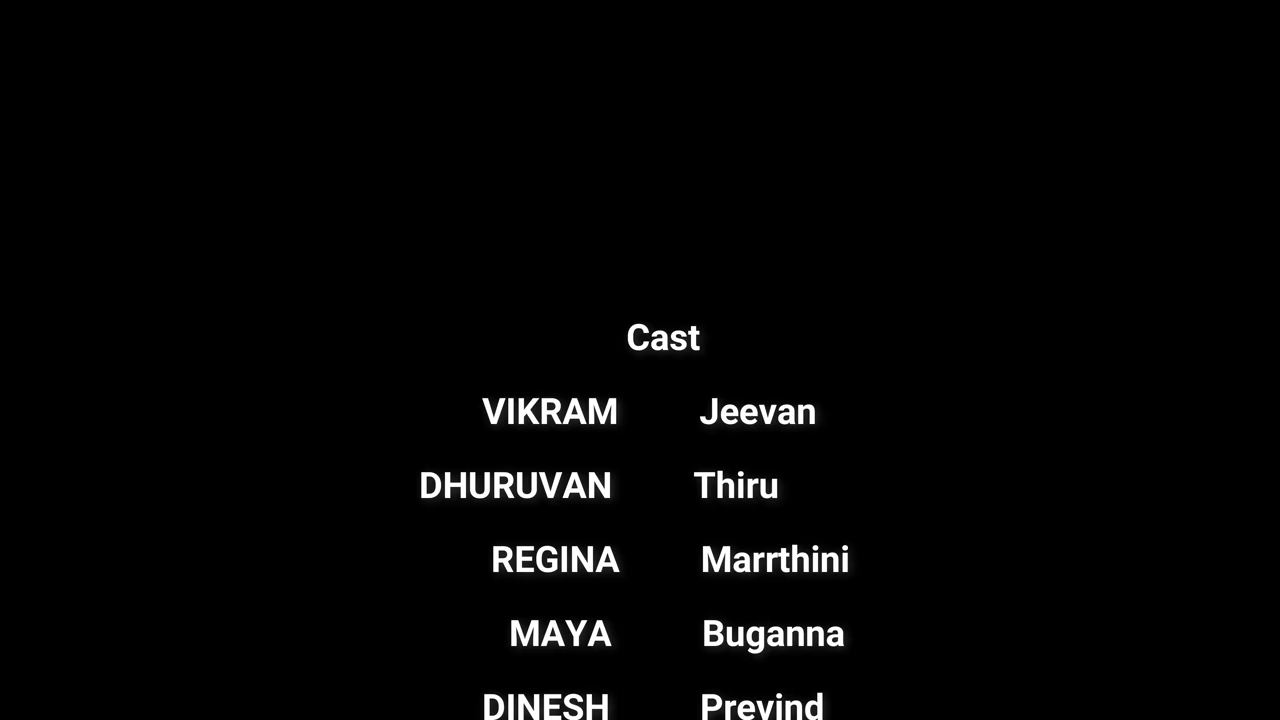 Cast
VIKRAM Jeevan
DHURUVAN Thiru
REGINA Marrthini
MAYA Buganna
DINESH Prevind